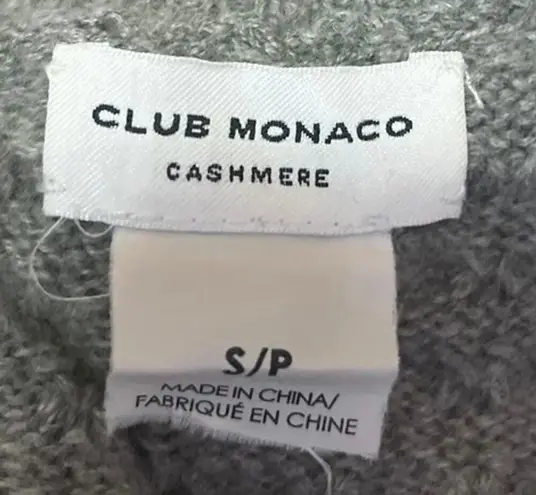 CLUB MONACO
CASHMERE
S/P
MADE IN CHINA/
FABRIQUÉ EN CHINE